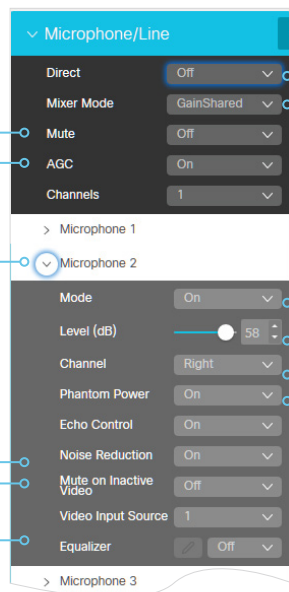 Microphone/Line
Direct Off
Mixer Mode GainShared
Mute Off
AGC On
Channels 1
Microphone 1
Microphone 2
Mode On
Level (dB) 58
Channel Right
Phantom Power On
Echo Control On
Noise Reduction On
Mute on Inactive
Video Off
Video Input Source 1
Equalizer Off
Microphone 3